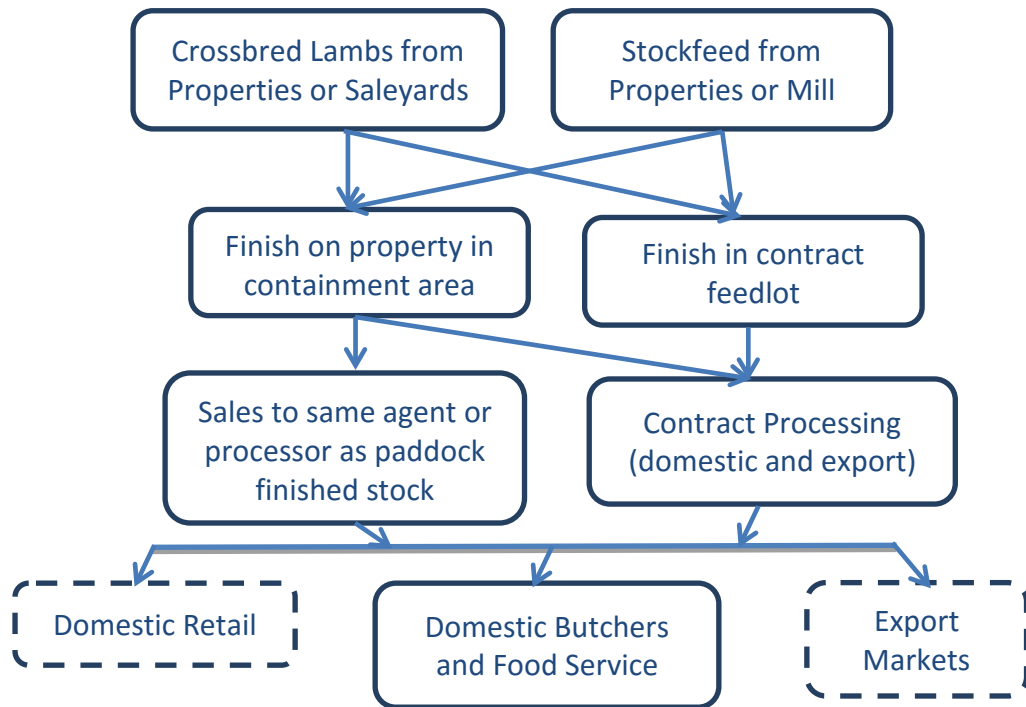 Crossbred Lambs from
Properties or Saleyards
Stockfeed from
Properties or Mill
Finish on property in
containment area
Finish in contract
feedlot
Sales to same agent or
processor as paddock
finished stock
Contract Processing
(domestic and export)
Domestic Retail
Domestic Butchers
and Food Service
Export
Markets